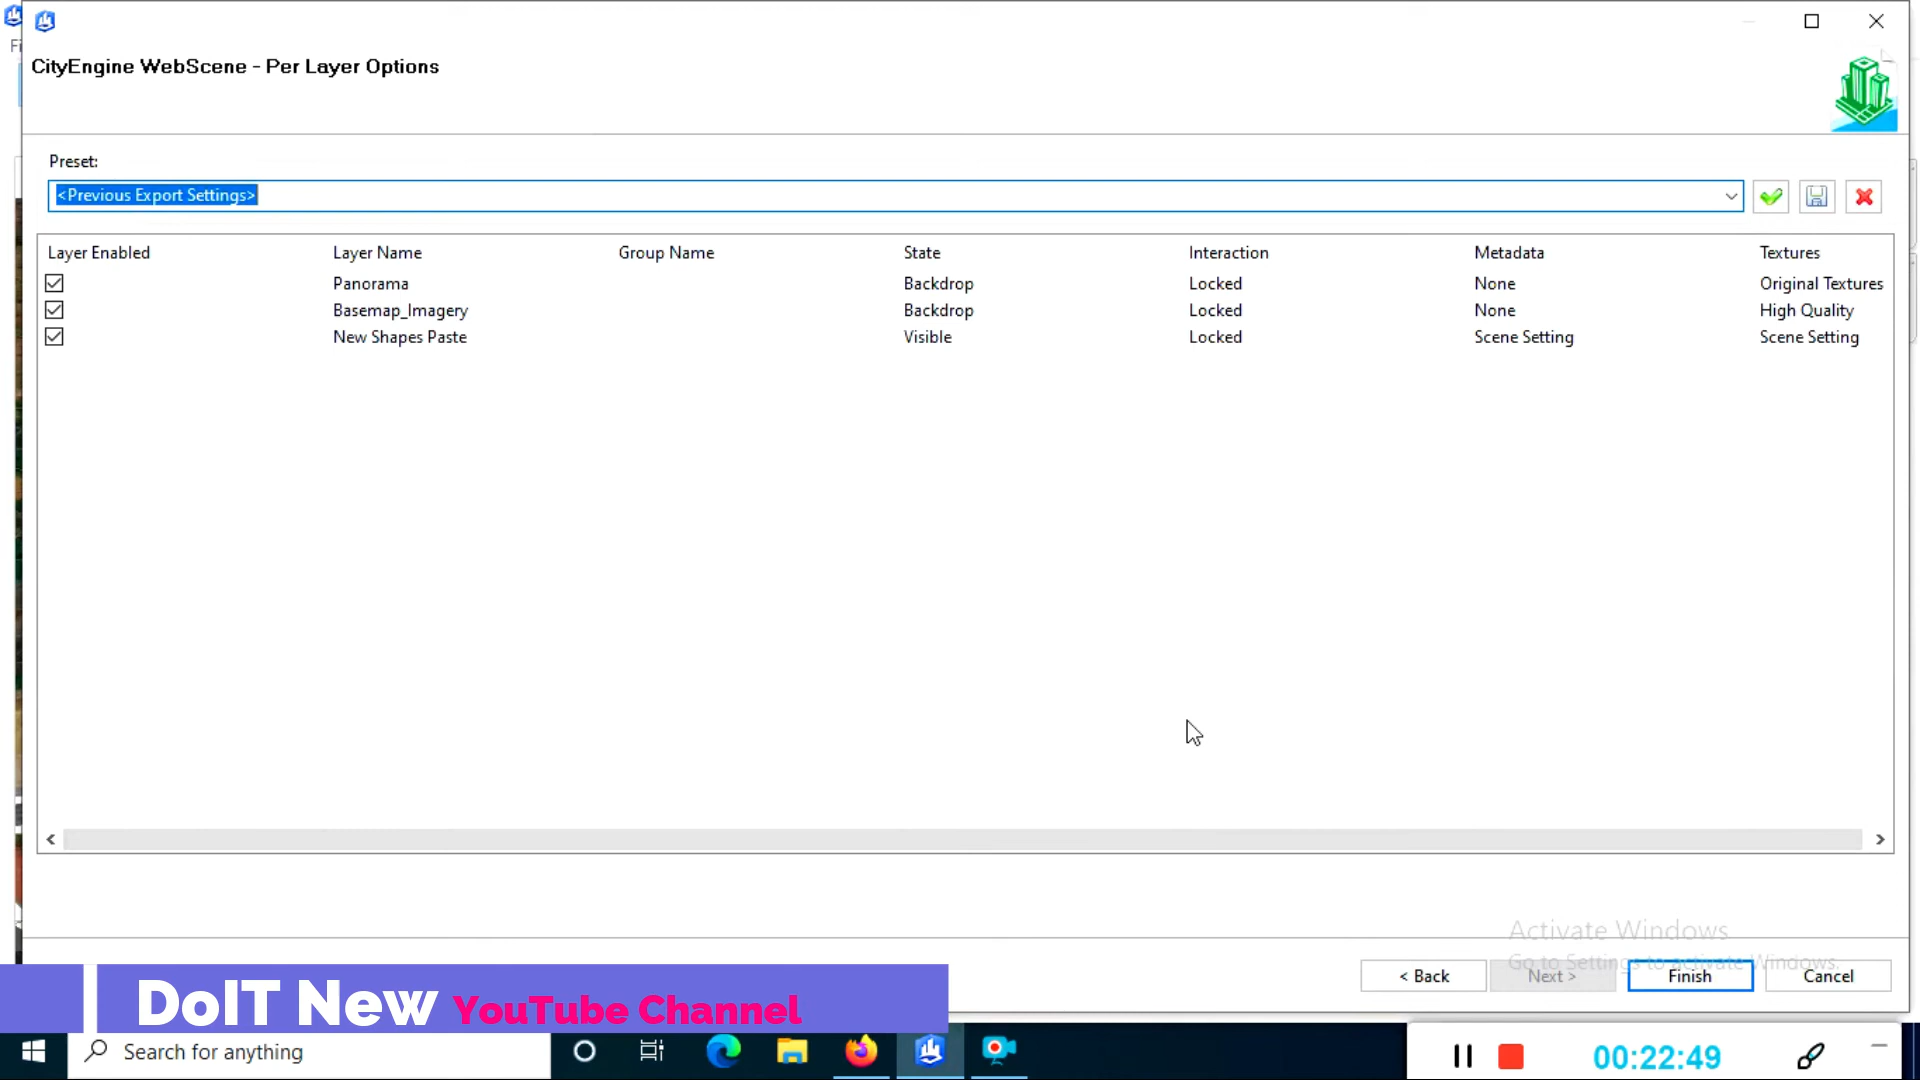 Fi
CityEngine WebScene - Per Layer Options
Preset:
<Previous Export Settings>
Layer Enabled Layer Name Group Name State Interaction Metadata Textures
Panorama Backdrop Locked None Original Textures
Basemap_Imagery Backdrop Locked None High Quality
New Shapes Paste Visible Locked Scene Setting Scene Setting
Activate Windows
Go to Settings to activate Windows.
< Back Next > Finish Cancel
DoIT New YouTube Channel
Search for anything
00:22:49